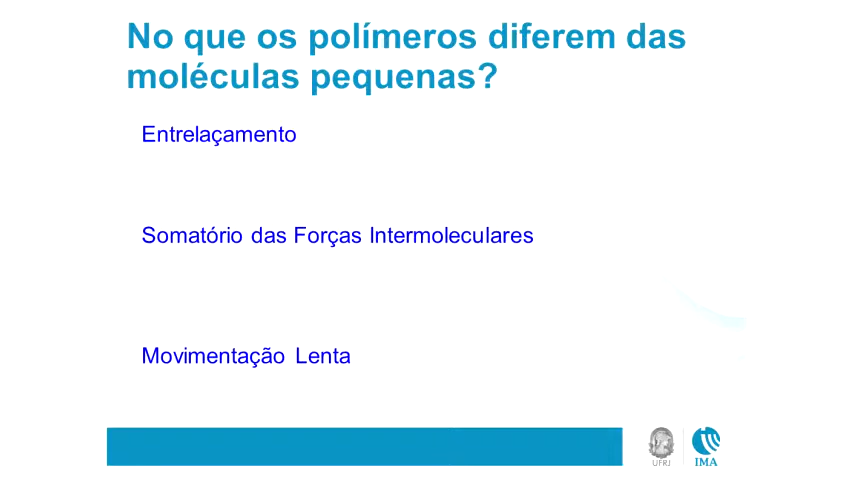 No que os polímeros diferem das
moléculas pequenas?
Entrelaçamento
Somatório das Forças Intermoleculares
Movimentação Lenta
UFRJ
IMA